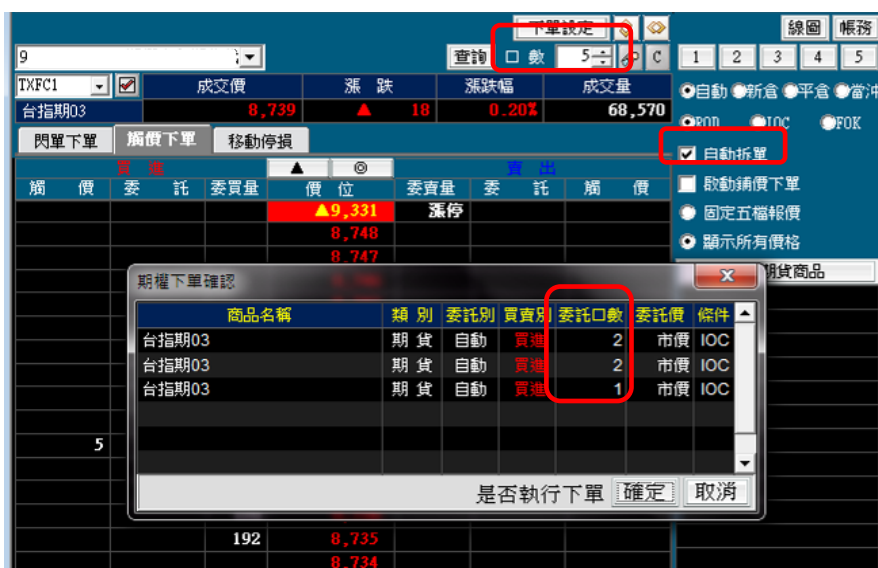 下單設定
線圖 帳務
9 查詢 口 數 5 C 1 2 3 4 5
TXFC1 成交價 漲 跌 漲跌幅 成交量
自動 新倉 平倉 當沖
台指期03 8,739 ▲ 18 0.20% 68,570
ROD IOC FOK
閃單下單 觸價下單 移動停損
自動拆單
買 進 ▲ ◎ 賣 出
啟動鋪價下單
觸 價 委 託 委買量 價 位 委賣量 委 託 觸 價
▲9,331 漲停
固定五檔報價
8,748
顯示所有價格
8,747
期貨商品
期權下單確認
商品名稱 類 別 委託別 買賣別 委託口數 委託價 條件
台指期03 期 貨 自動 買進 2 市價 IOC
台指期03 期 貨 自動 買進 2 市價 IOC
台指期03 期 貨 自動 買進 1 市價 IOC
5
是否執行下單 確定 取消
192 8,735
8,734